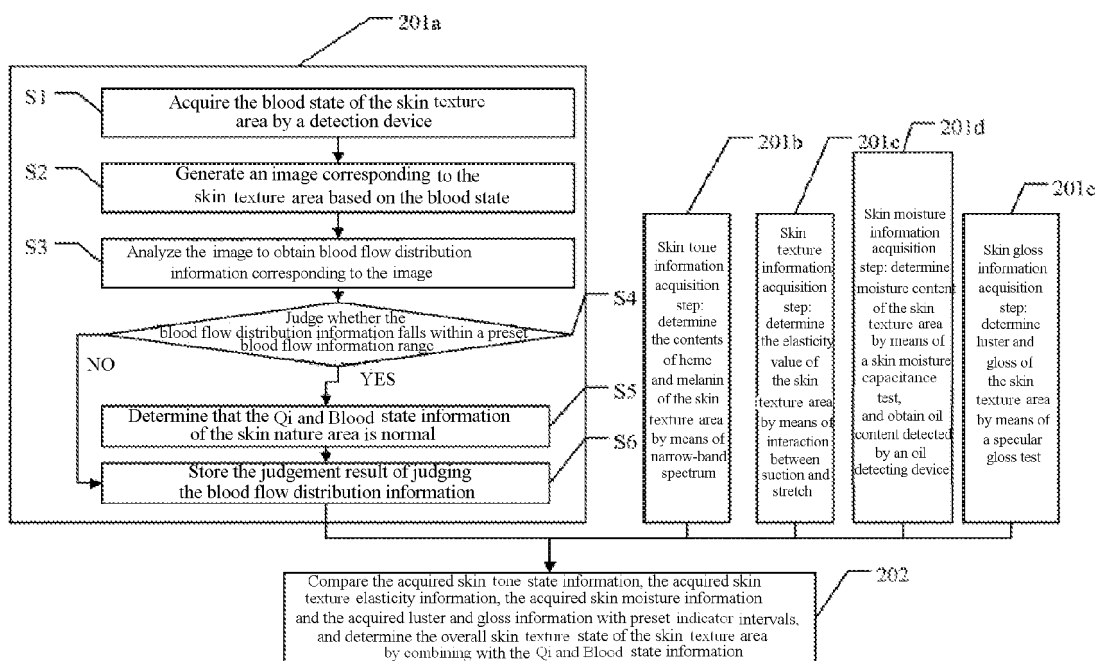 201a
S1
Acquire the blood state of the skin texture
area by a detection device
S2
Generate an image corresponding to the
skin texture area based on the blood state
S3
Analyze the image to obtain blood flow distribution
information corresponding to the image
S4
Judge whether the
blood flow distribution information falls within a preset
blood flow information range
NO
YES
S5
Determine that the Qi and Blood state information
of the skin nature area is normal
S6
Store the judgement result of judging
the blood flow distribution information
201b
Skin tone
information
acquisition
step:
determine
the contents
of heme
and melanin
of the skin
texture area
by means of
narrow-band
spectrum
201c
Skin
texture
information
acquisition
step:
determine
the elasticity
value of
the skin
texture area
by means of
interaction
between
suction and
stretch
201d
Skin moisture
information
acquisition
step: determine
moisture content
of the skin
texture area
by means of
a skin moisture
capacitance
test,
and obtain oil
content detected
by an oil
detecting device
201e
Skin gloss
information
acquisition
step:
determine
luster and
gloss of
the skin
texture area
by means of
a specular
gloss test
202
Compare the acquired skin tone state information, the acquired skin
texture elasticity information, the acquired skin moisture information
and the acquired luster and gloss information with preset indicator intervals,
and determine the overall skin texture state of the skin texture area
by combining with the Qi and Blood state information